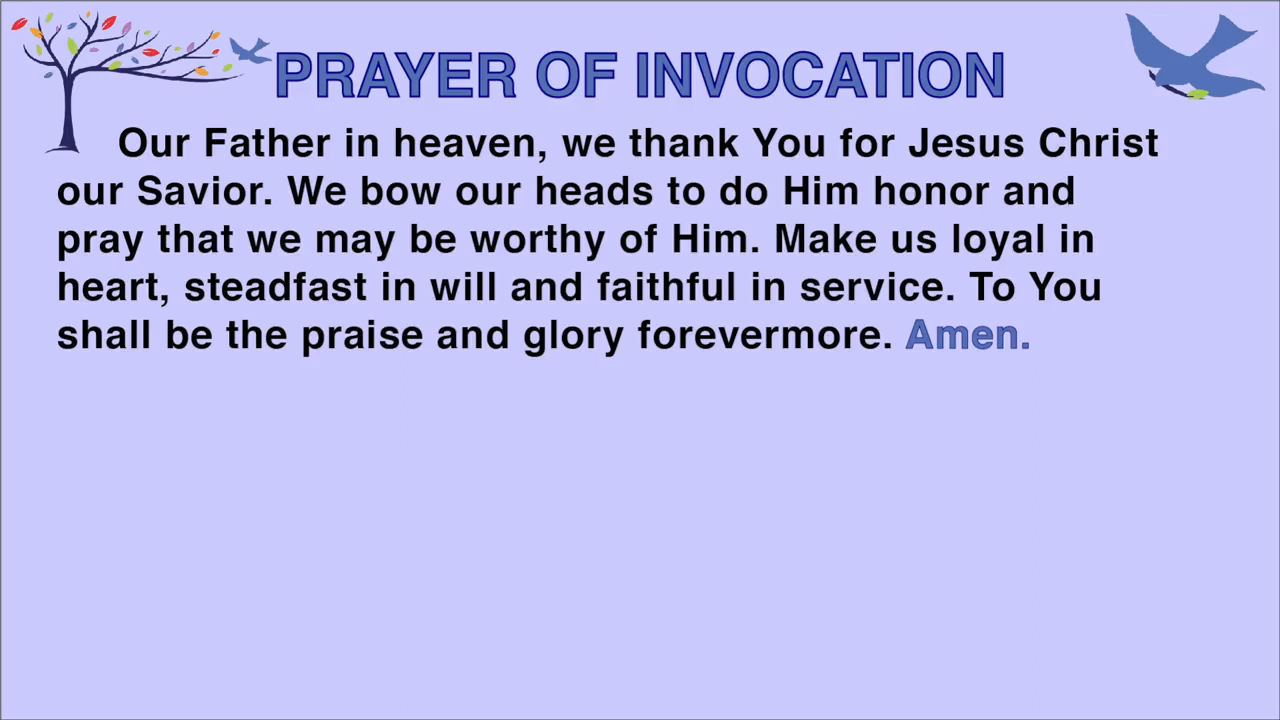 PRAYER OF INVOCATION
Our Father in heaven, we thank You for Jesus Christ
our Savior. We bow our heads to do Him honor and
pray that we may be worthy of Him. Make us loyal in
heart, steadfast in will and faithful in service. To You
shall be the praise and glory forevermore. Amen.